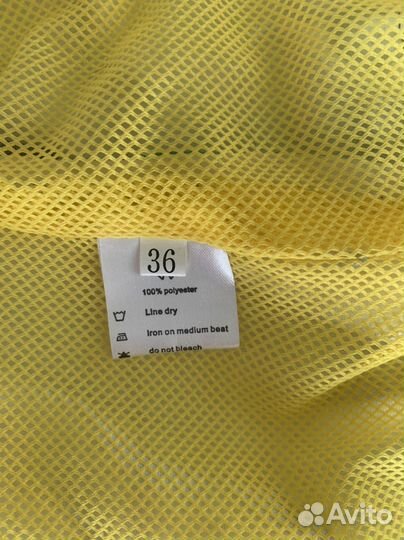 36
100% polyester
Line dry
Iron on medium beat
do not bleach
Avito